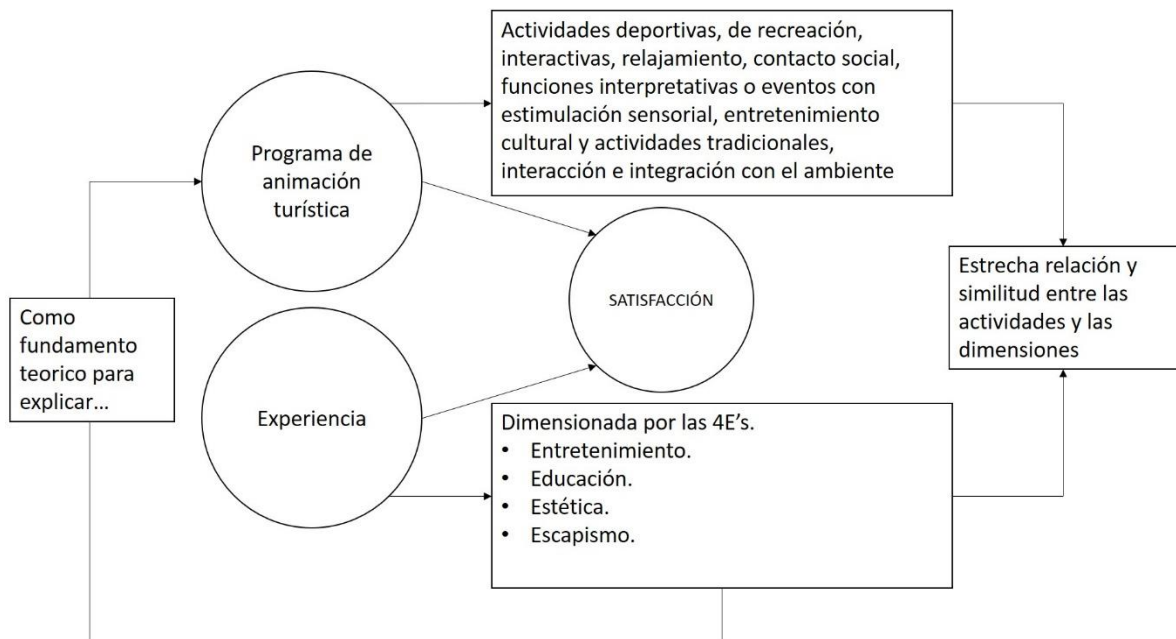 Actividades deportivas, de recreación,
interactivas, relajamiento, contacto social,
funciones interpretativas o eventos con
estimulación sensorial, entretenimiento
cultural y actividades tradicionales,
interacción e integración con el ambiente
Programa de
animación
turística
SATISFACCIÓN
Estrecha relación y
similitud entre las
actividades y las
dimensiones
Como
fundamento
teorico para
explicar...
Experiencia
Dimensionada por las 4E’s.
• Entretenimiento.
• Educación.
• Estética.
• Escapismo.